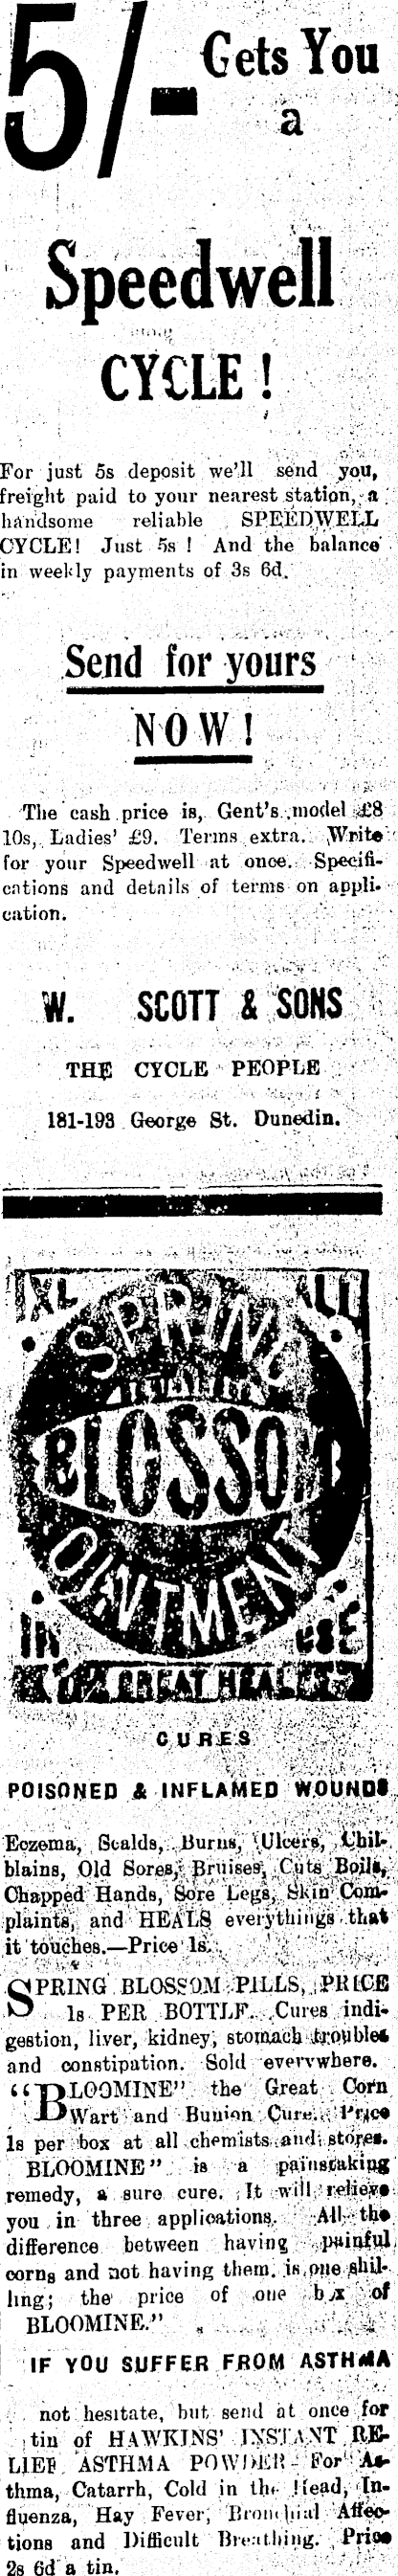 5/- Gets You
a
Speedwell
CYCLE!
For just 5s deposit we'll send you,
freight paid to your nearest station, a
handsome reliable SPEEDWELL
CYCLE! Just 5s! And the balance
in weekly payments of 3s 6d.
Send for yours
NOW!
The cash price is, Gent's model £8
10s, Ladies' £9. Terms extra. Write
for your Speedwell at once. Specifi-
cations and details of terms on appli-
cation.
W. SCOTT & SONS
THE CYCLE PEOPLE
181-193 George St. Dunedin.
SPRING
BLOSSOM
OINTMENT
IN USE
GREAT HEALER
CURES
POISONED & INFLAMED WOUNDS
Eczema, Scalds, Burns, Ulcers, Chil-
blains, Old Sores, Bruises, Cuts Boils,
Chapped Hands, Sore Legs, Skin Com-
plaints, and HEALS everythings that
it touches.—Price 1s.
SPRING BLOSSOM PILLS, PRICE
1s PER BOTTLE. Cures indi-
gestion, liver, kidney, stomach troubles
and constipation. Sold everywhere.
"BLOOMINE" the Great Corn
Wart and Bunion Cure. Price
1s per box at all chemists and stores.
BLOOMINE" is a painstaking
remedy, a sure cure. It will relieve
you in three applications. All the
difference between having painful
corns and not having them, is one shil-
ling; the price of one box of
BLOOMINE."
IF YOU SUFFER FROM ASTHMA
not hesitate, but send at once for
tin of HAWKINS' INSTANT RE-
LIEF ASTHMA POWDER- For As-
thma, Catarrh, Cold in the Head, In-
fluenza, Hay Fever, Bronchial Affec-
tions and Difficult Breathing. Price
2s 6d a tin.